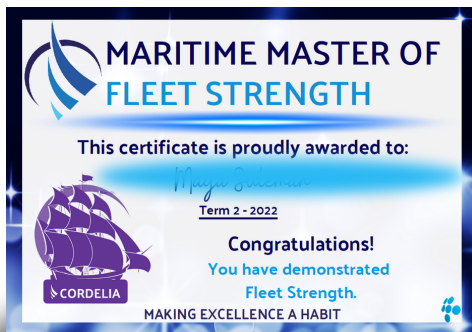 MARITIME MASTER OF
FLEET STRENGTH
This certificate is proudly awarded to:
Term 2 - 2022
CORDELIA
Congratulations!
You have demonstrated
Fleet Strength.
MAKING EXCELLENCE A HABIT